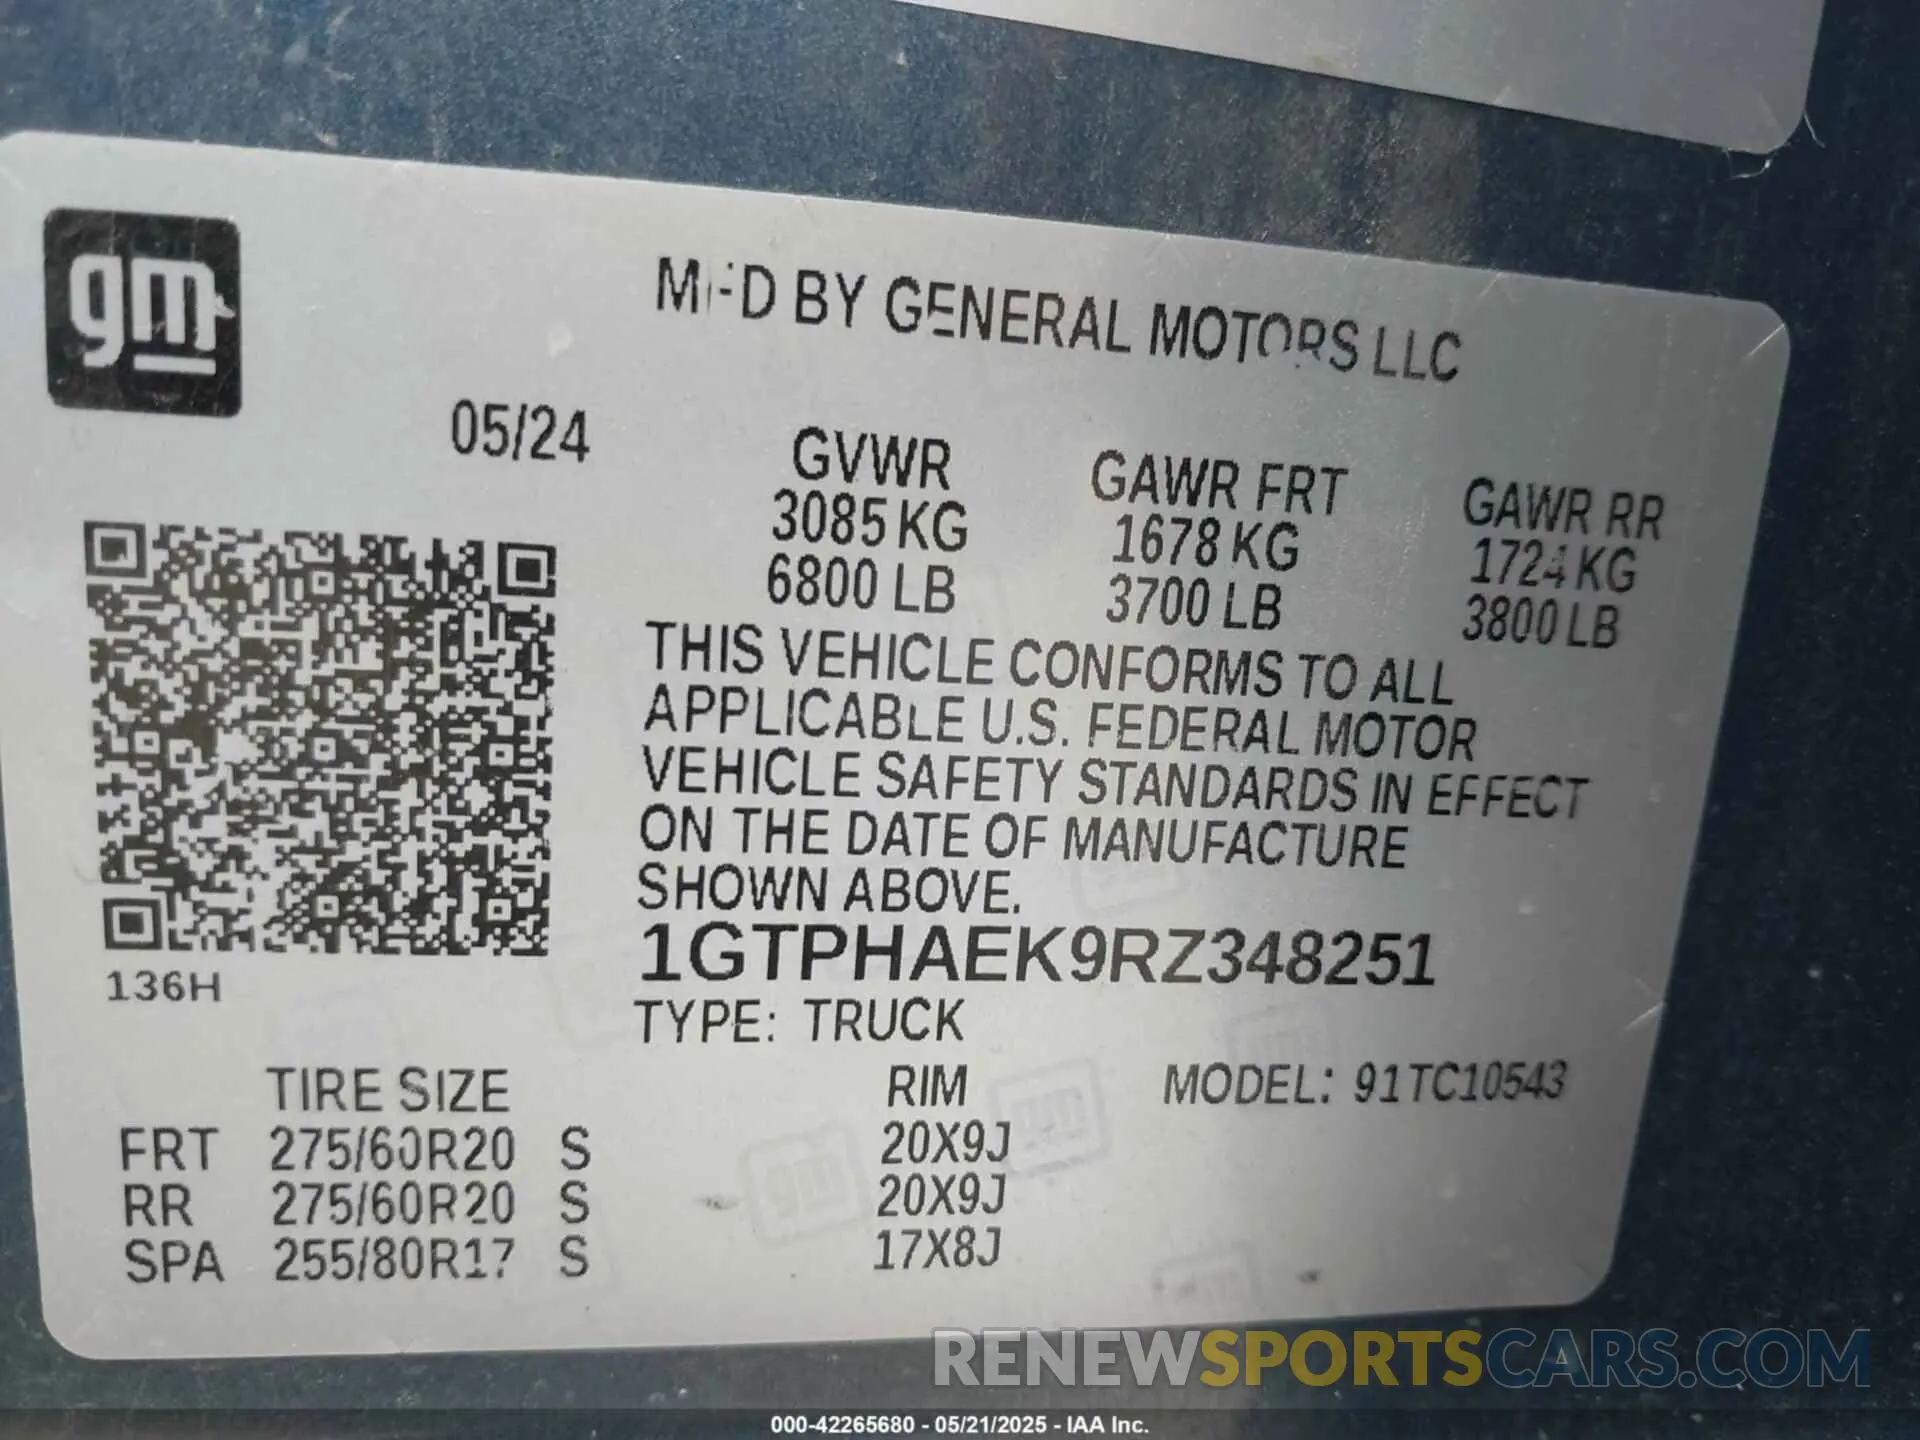 gm
MFD BY GENERAL MOTORS LLC
05/24
GVWR GAWR FRT GAWR RR
3085 KG 1678 KG 1724 KG
6800 LB 3700 LB 3800 LB
THIS VEHICLE CONFORMS TO ALL
APPLICABLE U.S. FEDERAL MOTOR
VEHICLE SAFETY STANDARDS IN EFFECT
ON THE DATE OF MANUFACTURE
SHOWN ABOVE.
1GTPHAEK9RZ348251
136H
TYPE: TRUCK
TIRE SIZE RIM MODEL: 91TC10543
FRT 275/60R20 S 20X9J
RR 275/60R20 S 20X9J
SPA 255/80R17 S 17X8J
RENEWSPORTSCARS.COM
000-42265680 - 05/21/2025 - IAA Inc.